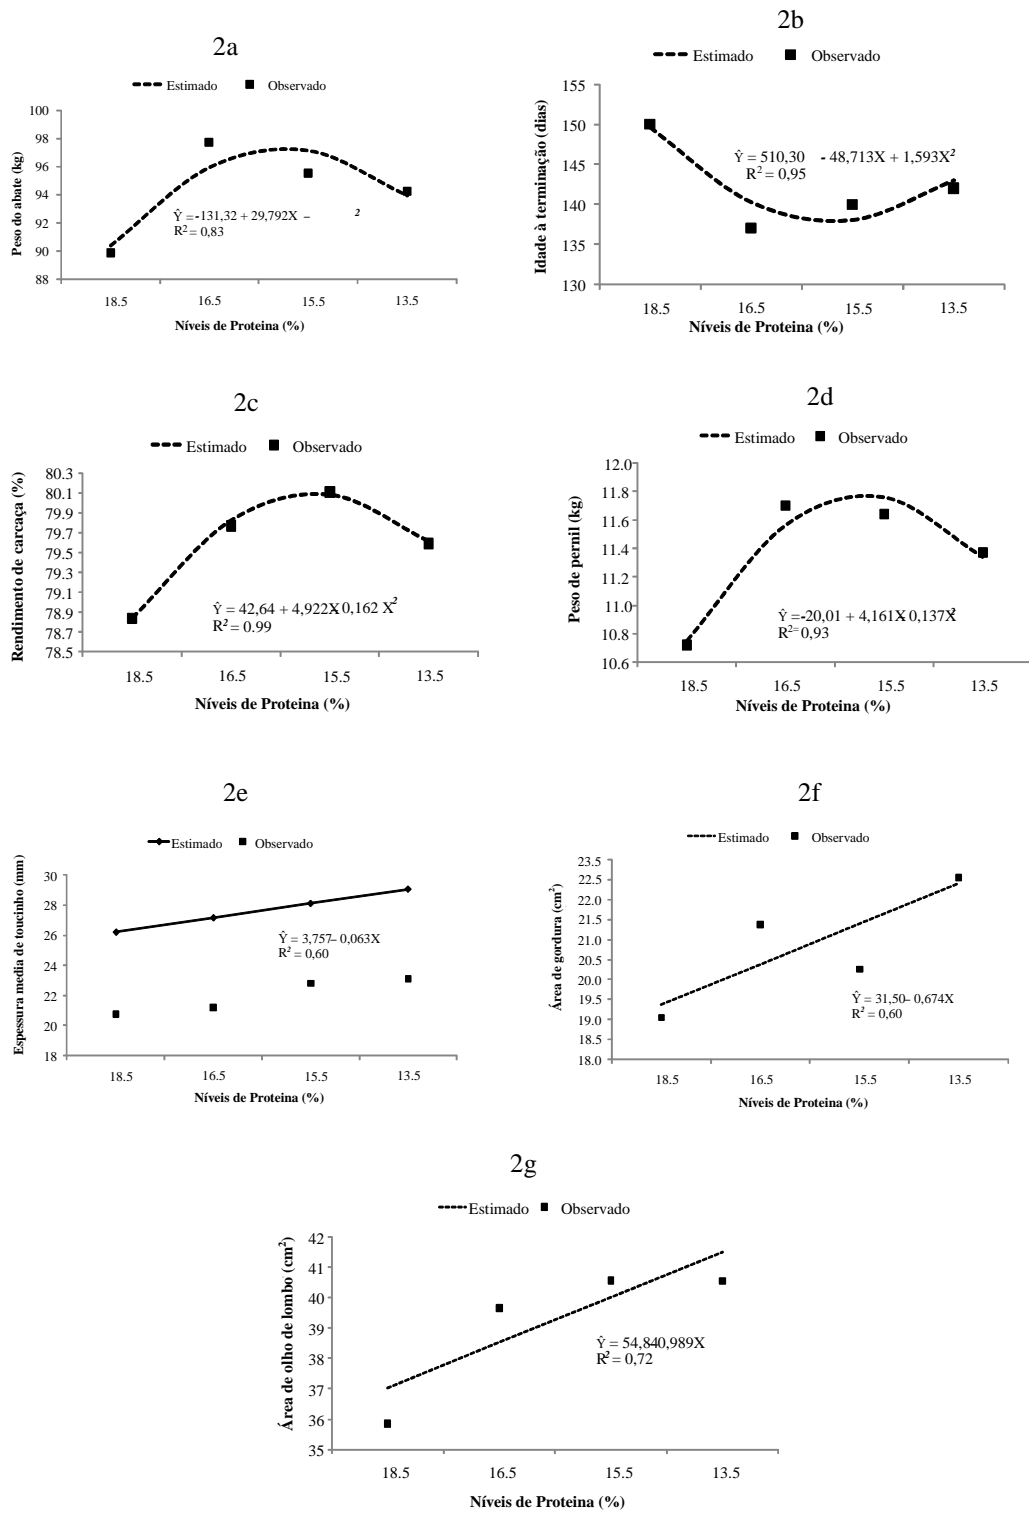 2a
Estimado Observado
Peso do abate (kg)
100
98
96
94
92
90
88
Ŷ = -131,32 + 29,792X – ²
R² = 0,83
18.5 16.5 15.5 13.5
Níveis de Proteina (%)
2b
Estimado Observado
Idade à terminação (dias)
155
150
145
140
135
130
Ŷ = 510,30 - 48,713X + 1,593X²
R² = 0,95
18.5 16.5 15.5 13.5
Níveis de Proteina (%)
2c
Estimado Observado
Rendimento de carcaça (%)
80.3
80.1
79.9
79.7
79.5
79.3
79.1
78.9
78.7
78.5
Ŷ = 42,64 + 4,922X- 0,162 X²
R² = 0.99
18.5 16.5 15.5 13.5
Níveis de Proteina (%)
2d
Estimado Observado
Peso de pernil (kg)
12.0
11.8
11.6
11.4
11.2
11.0
10.8
10.6
Ŷ =-20,01 + 4,161X- 0,137X²
R²= 0,93
18.5 16.5 15.5 13.5
Níveis de Proteina (%)
2e
Estimado Observado
Espessura media de toucinho (mm)
30
28
26
24
22
20
18
Ŷ = 3,757– 0,063X
R² = 0,60
18.5 16.5 15.5 13.5
Níveis de Proteina (%)
2f
Estimado Observado
Área de gordura (cm²)
23.5
22.5
22.0
21.5
21.0
20.5
20.0
19.5
19.0
18.5
18.0
Ŷ = 31,50– 0,674X
R² = 0,60
18.5 16.5 15.5 13.5
Níveis de Proteina (%)
2g
Estimado Observado
Área de olho de lombo (cm²)
42
41
40
39
38
37
36
35
Ŷ = 54,84-0,989X
R² = 0,72
18.5 16.5 15.5 13.5
Níveis de Proteina (%)